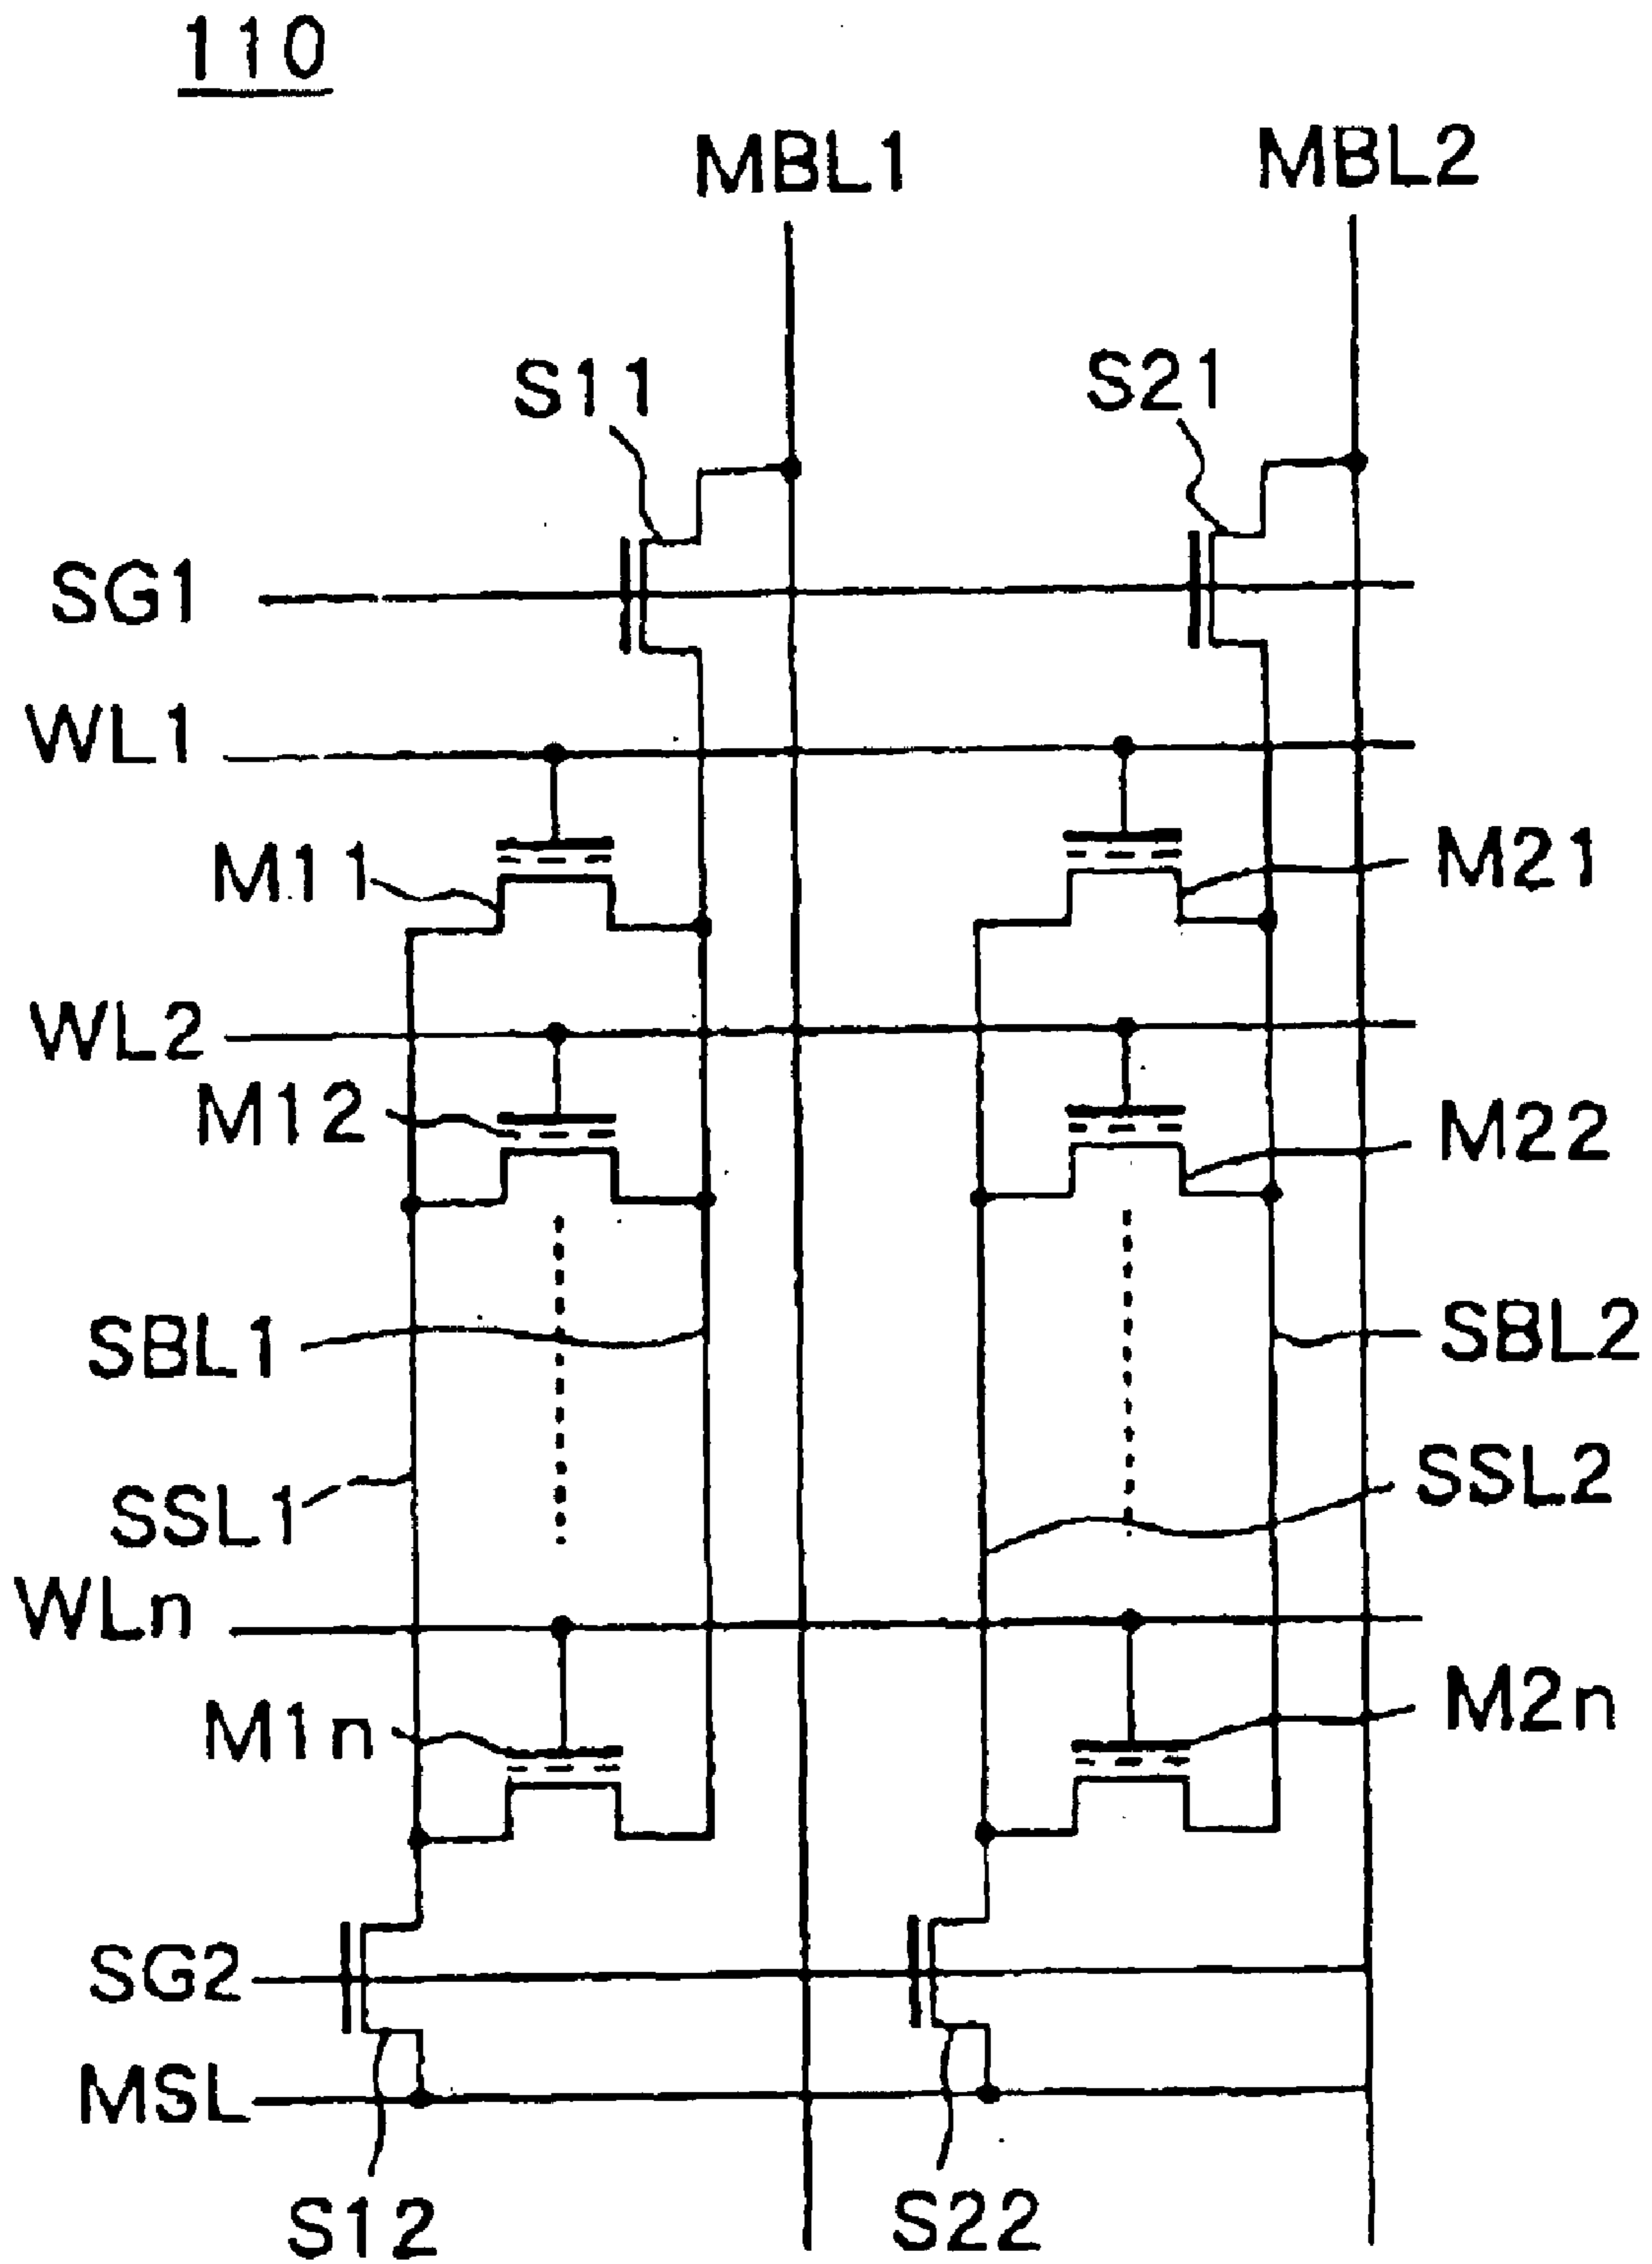 110
MBL1 MBL2
S11 S21
SG1
WL1
M11 M21
WL2
M12 M22
SBL1 SBL2
SSL1 SSL2
WLn
M1n M2n
SG2
MSL
S12 S22